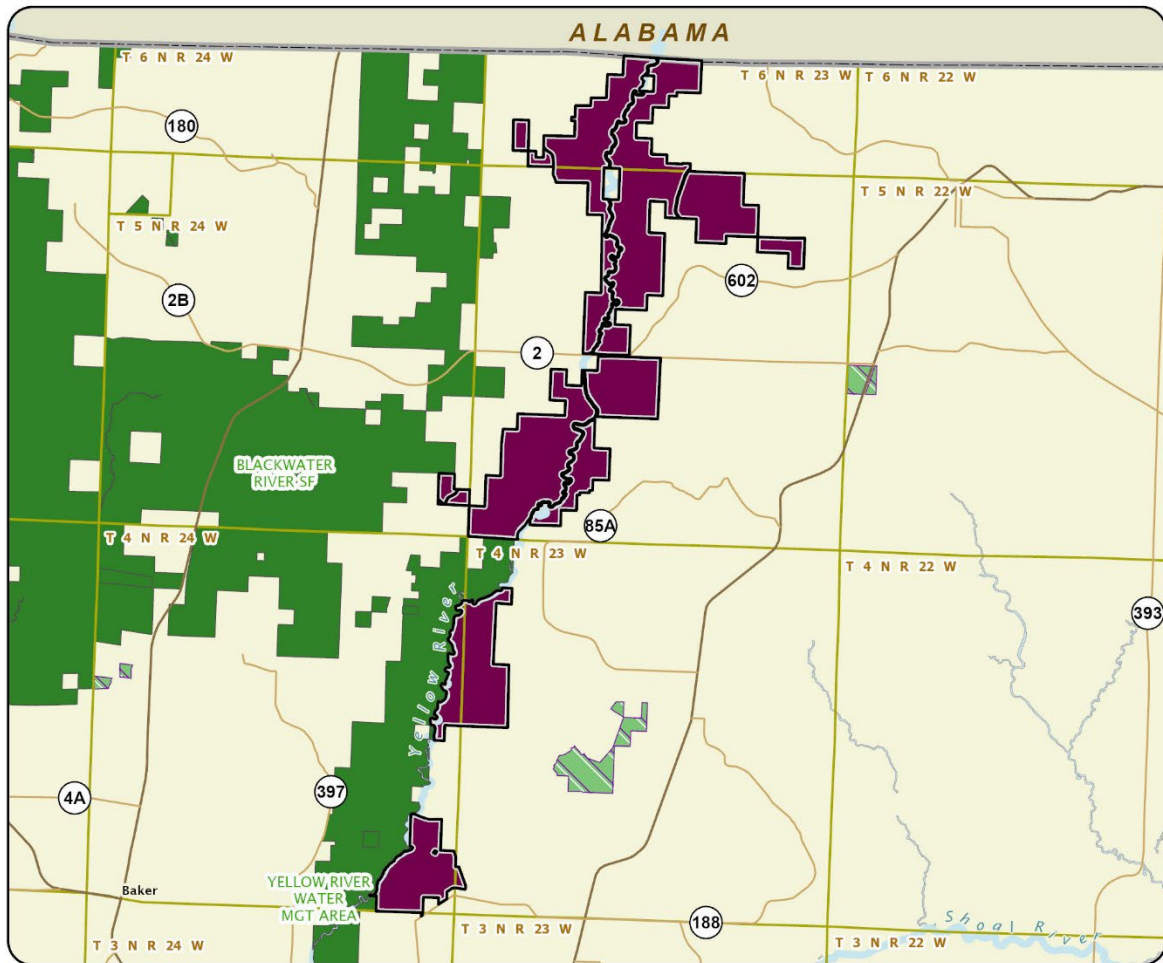 ALABAMA
T 6 N R 24 W
T 6 N R 23 W
T 6 N R 22 W
180
T 5 N R 22 W
T 5 N R 24 W
602
2B
2
BLACKWATER
RIVER SF
85A
T 4 N R 24 W
T 4 N R 23 W
T 4 N R 22 W
393
Yellow River
4A
397
Baker
YELLOW RIVER
WATER
MGT AREA
188
Shoal River
T 3 N R 24 W
T 3 N R 23 W
T 3 N R 22 W